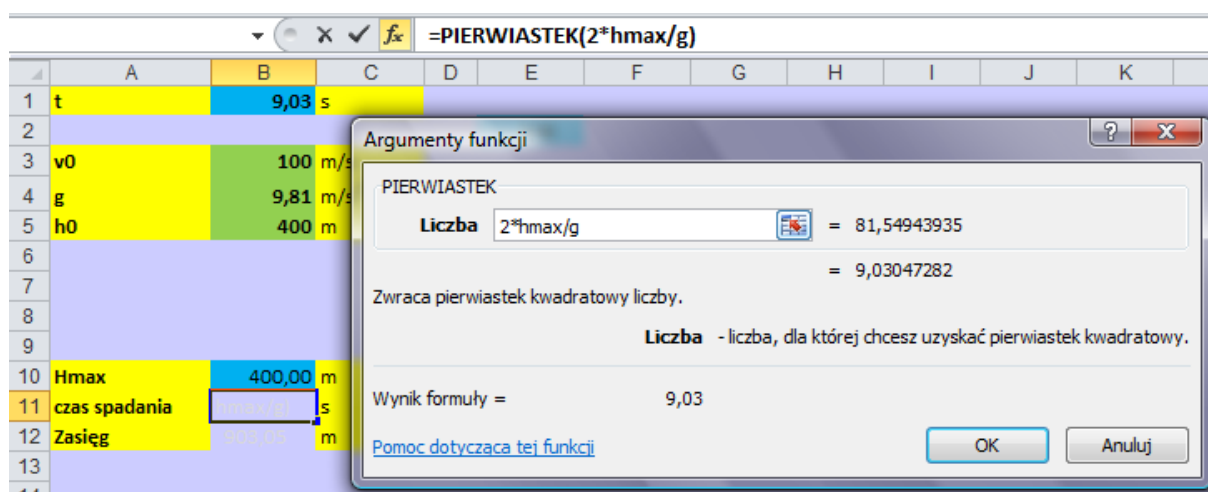 fx =PIERWIASTEK(2*hmax/g)
A B C D E F G H I J K
1 t 9,03 s
2
Argumenty funkcji
3 v0 100 m/s
PIERWIASTEK
4 g 9,81 m/s
Liczba 2*hmax/g = 81,54943935
5 h0 400 m
6
= 9,03047282
7
Zwraca pierwiastek kwadratowy liczby.
8
Liczba - liczba, dla której chcesz uzyskać pierwiastek kwadratowy.
9
10 Hmax 400,00 m
Wynik formuły = 9,03
11 czas spadania hmax/g) s
12 Zasięg 903,05 m
Pomoc dotycząca tej funkcji OK Anuluj
13